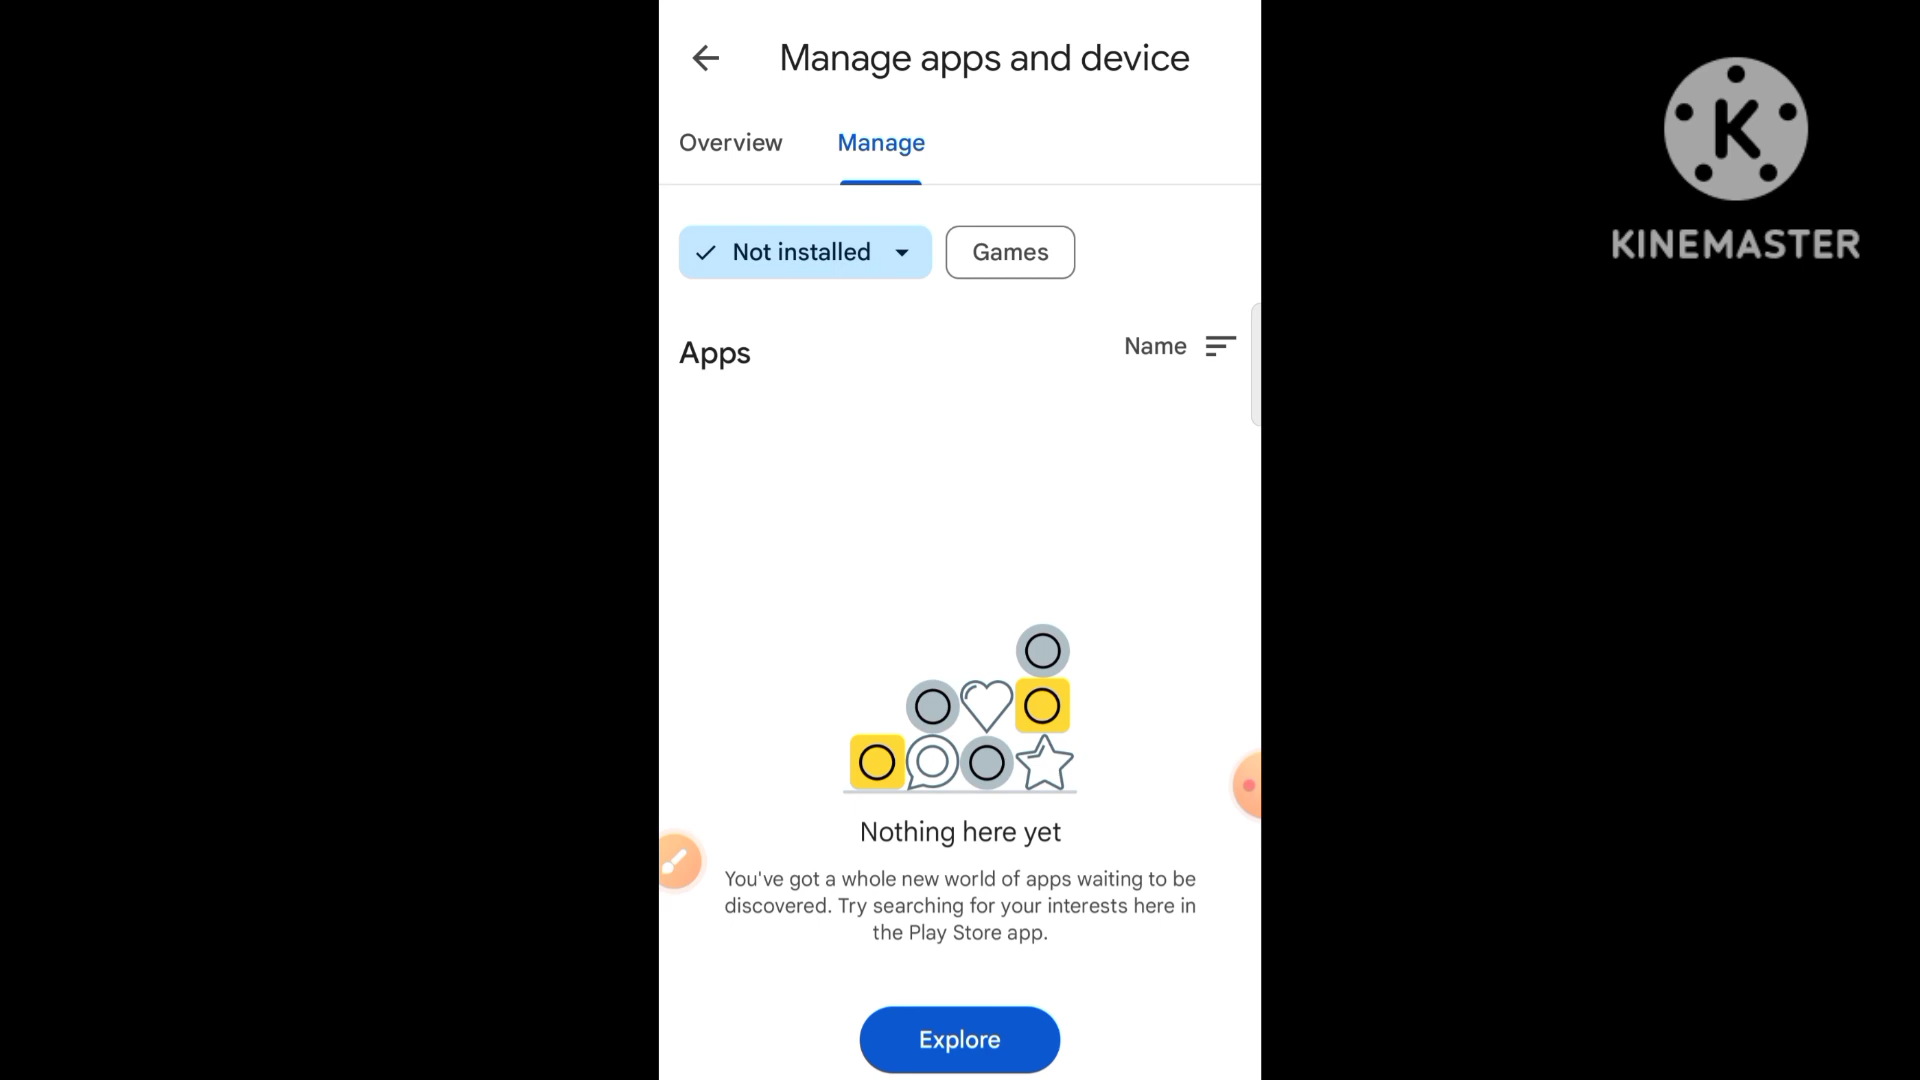 Manage apps and device
Overview
Manage
Not installed
Games
Apps
Name
Nothing here yet
You've got a whole new world of apps waiting to be
discovered. Try searching for your interests here in
the Play Store app.
Explore
K
KINEMASTER